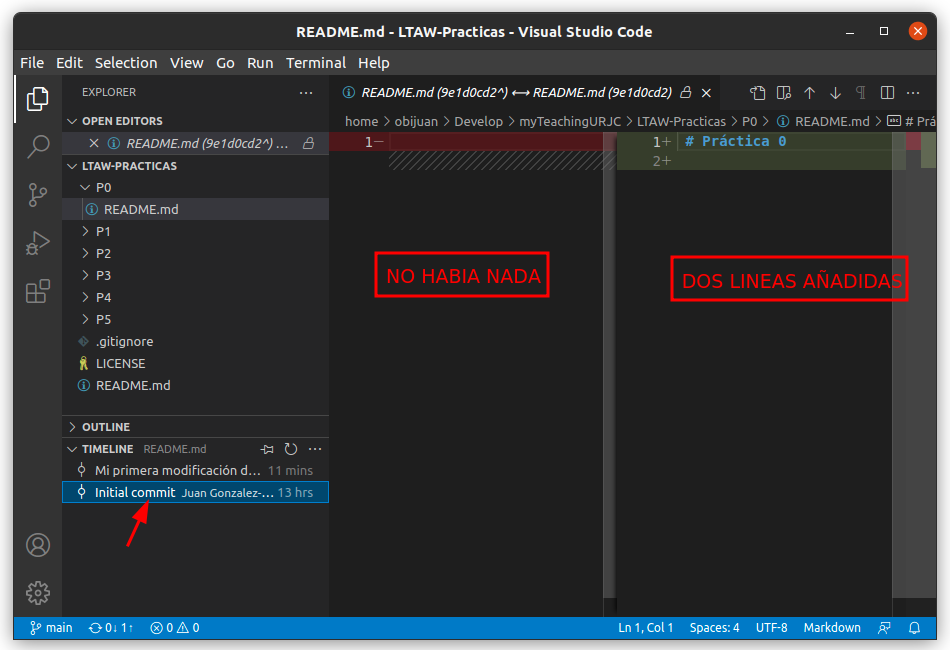 README.md - LTAW-Practicas - Visual Studio Code
File Edit Selection View Go Run Terminal Help
EXPLORER
OPEN EDITORS
README.md (9e1d0cd2^) ...
LTAW-PRACTICAS
P0
README.md
P1
P2
P3
P4
P5
.gitignore
LICENSE
README.md
OUTLINE
TIMELINE README.md
Mi primera modificación d... 11 mins
Initial commit Juan Gonzalez-... 13 hrs
README.md (9e1d0cd2^) ⟷ README.md (9e1d0cd2)
home > obijuan > Develop > myTeachingURJC > LTAW-Practicas > P0 > README.md > abc # Prá
1−
1+ # Práctica 0
2+
NO HABIA NADA
DOS LINEAS AÑADIDAS
main 0↓ 1↑ 0 0
Ln 1, Col 1 Spaces: 4 UTF-8 Markdown